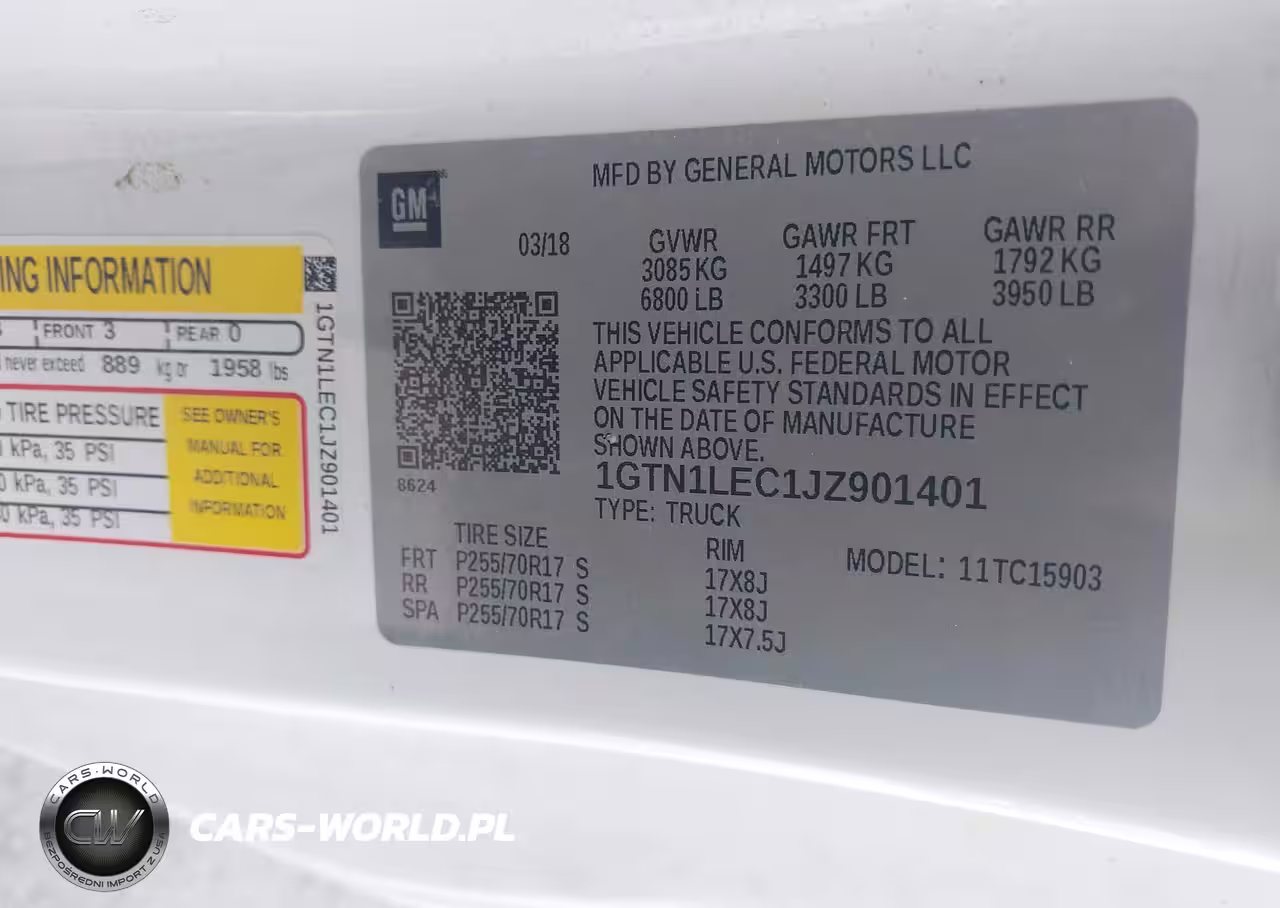 MFD BY GENERAL MOTORS LLC
GM
03/18
GVWR GAWR FRT GAWR RR
3085 KG 1497 KG 1792 KG
6800 LB 3300 LB 3950 LB
THIS VEHICLE CONFORMS TO ALL
APPLICABLE U.S. FEDERAL MOTOR
VEHICLE SAFETY STANDARDS IN EFFECT
ON THE DATE OF MANUFACTURE
SHOWN ABOVE.
1GTN1LEC1JZ901401
TYPE: TRUCK
8624
TIRE SIZE RIM MODEL: 11TC15903
FRT P255/70R17 S 17X8J
RR P255/70R17 S 17X8J
SPA P255/70R17 S 17X7.5J
ING INFORMATION
FRONT 3 REAR 0
never exceed 889 kg or 1958 lbs
TIRE PRESSURE
kPa, 35 PSI
0 kPa, 35 PSI
0 kPa, 35 PSI
SEE OWNER'S
MANUAL FOR
ADDITIONAL
INFORMATION
1GTN1LEC1JZ901401
CARS-WORLD
CW
BEZPOŚREDNI IMPORT Z USA
CARS-WORLD.PL